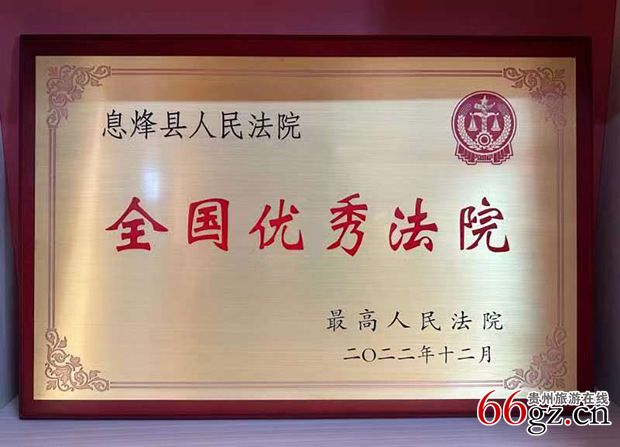 息烽县人民法院
全国优秀法院
最高人民法院
二〇二二年十二月
贵州旅游在线
66gz.cn